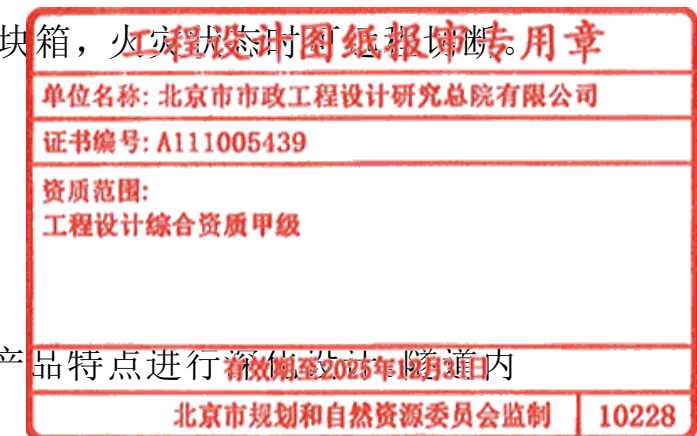 块箱，火灾状态时可远程切断。
工程设计图纸报审专用章
单位名称: 北京市市政工程设计研究总院有限公司
证书编号: A111005439
资质范围:
工程设计综合资质甲级
产品特点进行深化设计 隧道内
有效期至2025年12月31日
北京市规划和自然资源委员会监制 10228